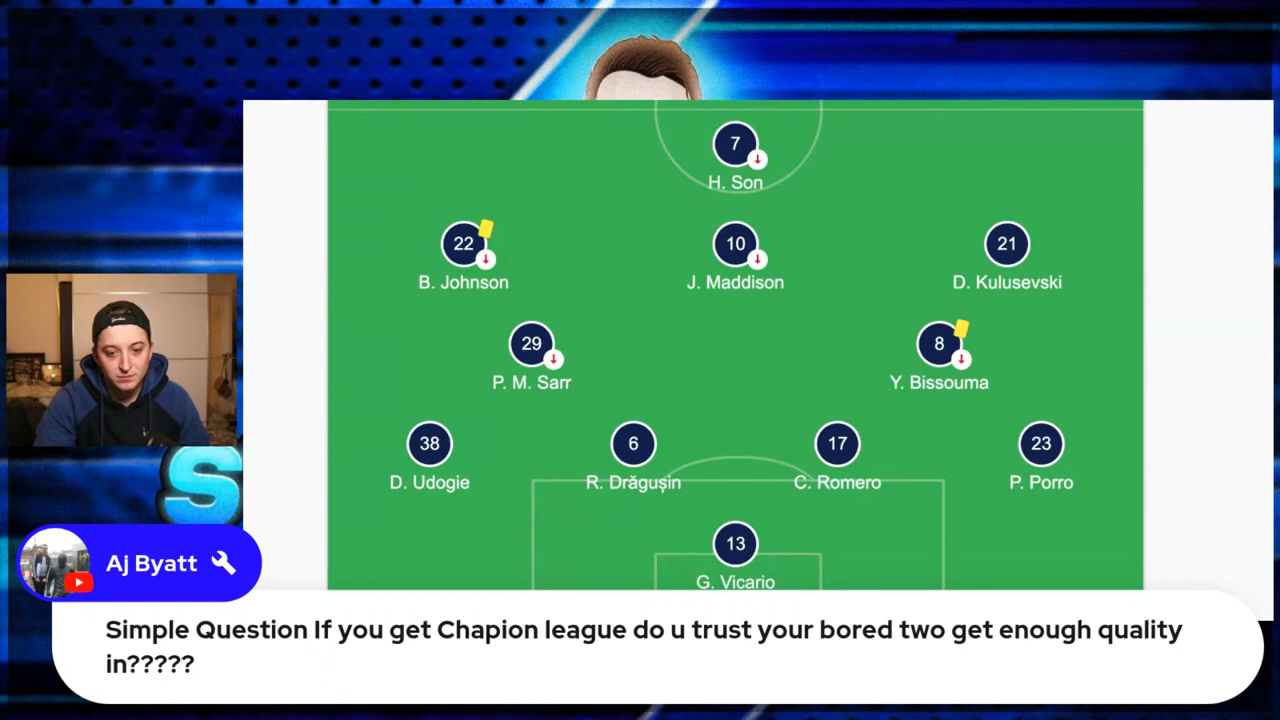 7
H. Son
22 10 21
B. Johnson J. Maddison D. Kulusevski
29 8
P. M. Sarr Y. Bissouma
38 6 17 23
D. Udogie R. Drăgușin C. Romero P. Porro
13
G. Vicario
S
Aj Byatt
Simple Question If you get Chapion league do u trust your bored two get enough quality
in?????